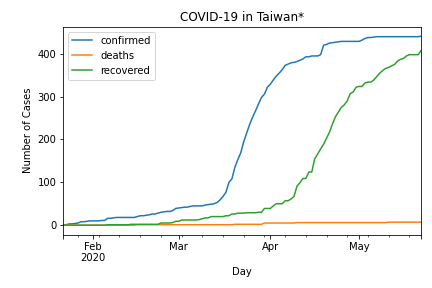 COVID-19 in Taiwan*
confirmed
deaths
recovered
Number of Cases
400
300
200
100
0
Feb
2020
Mar
Apr
May
Day